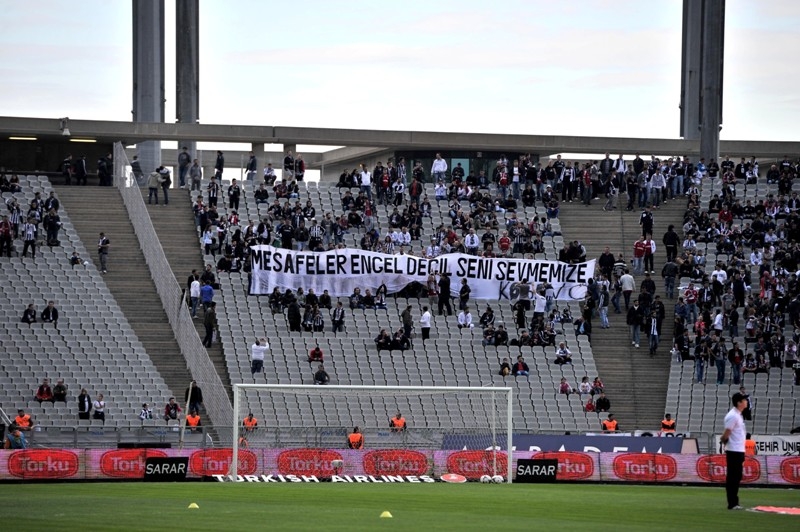 MESAFELER ENGEL DEĞİL SENİ SEVMEMİZE
Torku Torku SARAR Torku Torku Torku Torku SARAR Torku Torku Torku Torku
TURKISH AIRLINES